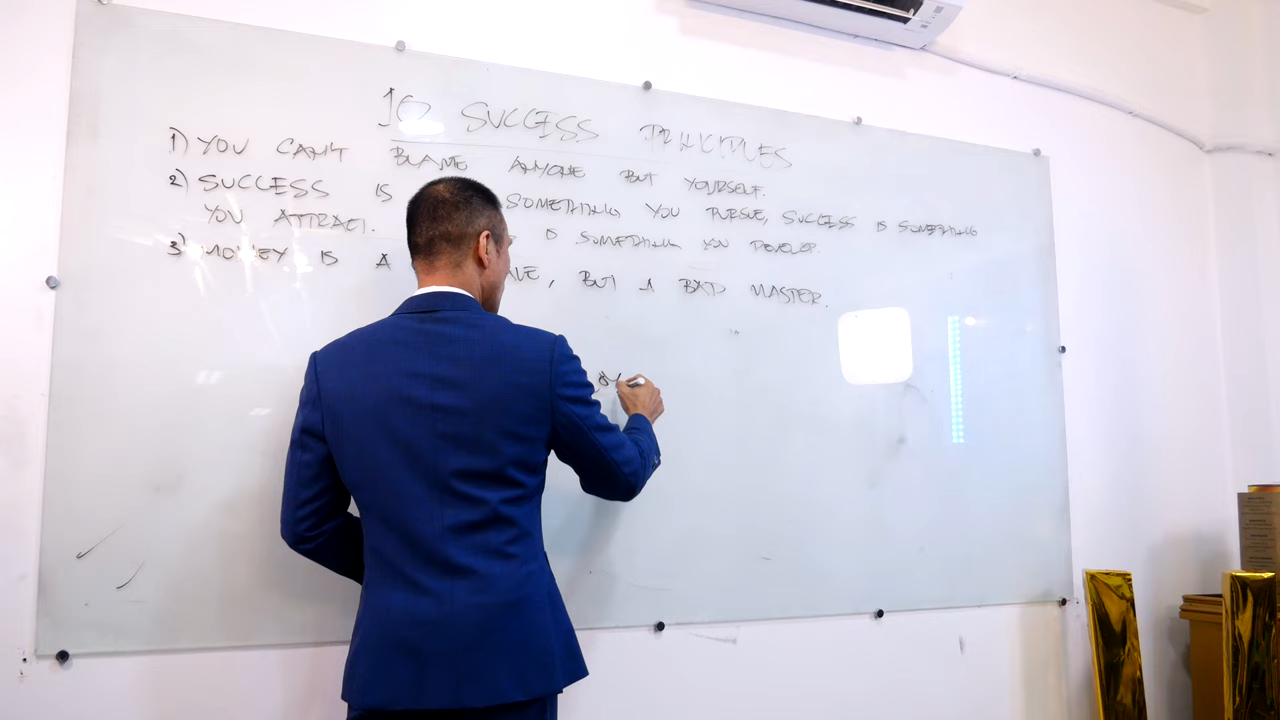 10 SUCCESS PRINCIPLES
1) YOU CAN'T BLAME ANYONE BUT YOURSELF.
2) SUCCESS IS SOMETHING YOU PURSUE, SUCCESS IS SOMETHING
YOU ATTRACT. IS SOMETHING YOU DEVELOP.
3) MONEY IS A BUT A BAD MASTER.